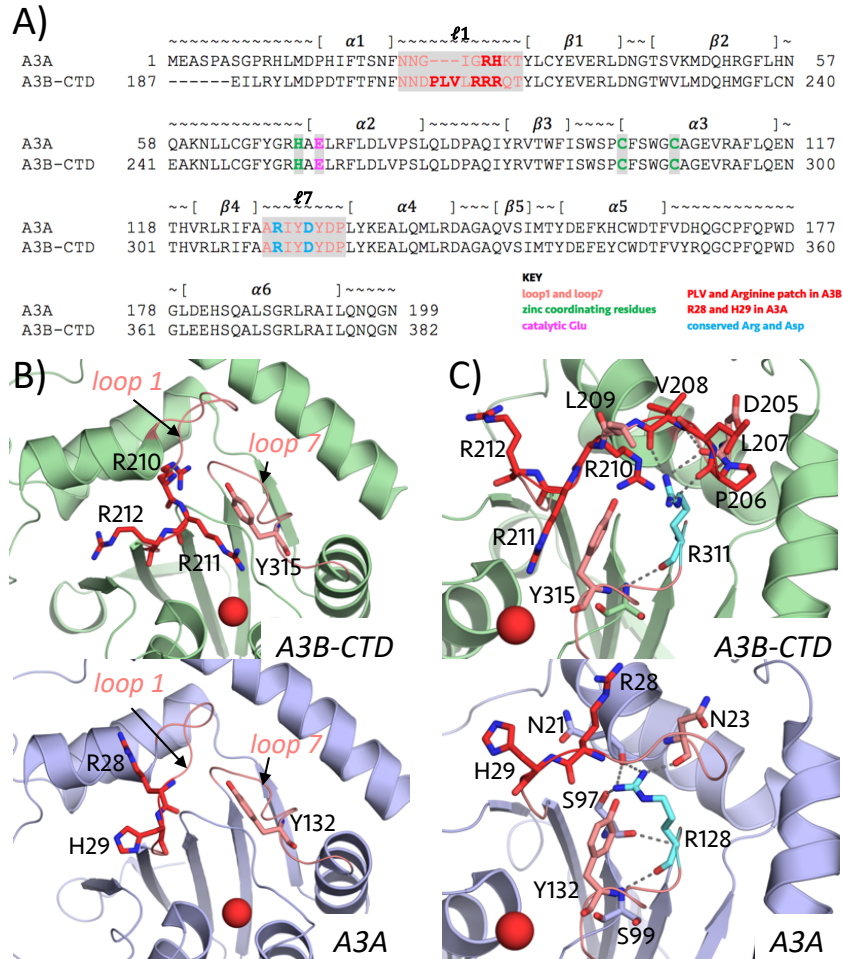 A)
ℓ1
~~~~~~~~~~~~~~[ α1 ]~~~~~~~~~~~~[ β1 ]~~[ β2 ]~
A3A 1 MEASPASGPRHLMDPHIFTSNFNNG---IGRHKTYLCYEVERLDNGTSVKMDQHRGFLHN 57
A3B-CTD 187 ------EILRYLMDPDTFTFNFNNDPLVLRRRQTYLCYEVERLDNGTWVLMDQHMGFLCN 240
~~~~~~~~~~~~~[ α2 ]~~~~~~~[ β3 ]~~~~[ α3 ]
A3A 58 QAKNLLCGFYGRHAELRFLDLVPSLQLDPAQIYRVTWFISWSPCFSWGCAGEVRAFLQEN 117
A3B-CTD 241 EAKNLLCGFYGRHAELRFLDLVPSLQLDPAQIYRVTWFISWSPCFSWGCAGEVRAFLQEN 300
ℓ7
~~[ β4 ]~~~~~~~~[ α4 ]~~~[ β5 ]~~[ α5 ]~~~~~~~~~~
A3A 118 THVRLRIFAARIYDYDPLYKEALQMLRDAGAQVSIMTYDEFKHCWDTFVDHQGCPFQPWD 177
A3B-CTD 301 THVRLRIFAARIYDYDPLYKEALQMLRDAGAQVSIMTYDEFEYCWDTFVYRQGCPFQPWD 360
~[ α6 ]~~~~~
A3A 178 GLDEHSQALSGRLRAILQNQGN 199
A3B-CTD 361 GLEEHSQALSGRLRAILQNQGN 382
KEY
loop1 and loop7
zinc coordinating residues
catalytic Glu
PLV and Arginine patch in A3B
R28 and H29 in A3A
conserved Arg and Asp
B)
loop 1
loop 7
R210
R212
R211
Y315
A3B-CTD
loop 1
loop 7
R28
H29
Y132
A3A
C)
V208
L209
D205
R212
L207
R210
P206
R211
R311
Y315
A3B-CTD
R28
N21
N23
H29
S97
R128
Y132
S99
A3A